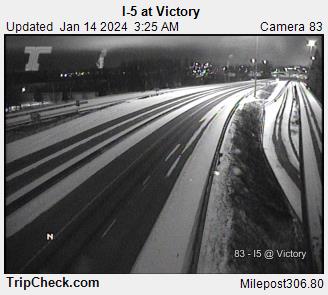 I-5 at Victory
Updated Jan 14 2024 3:25 AM Camera 83
T
N
83 - I5 @ Victory
TripCheck.com Milepost306.80